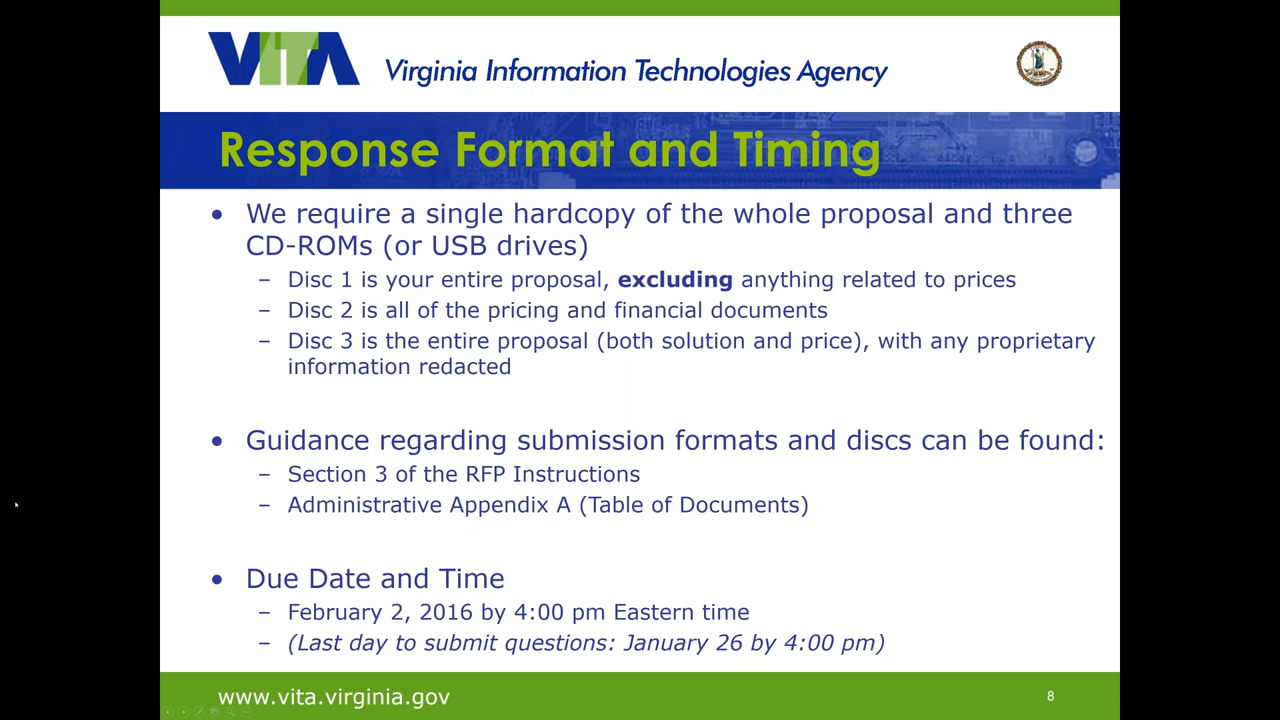 VITA
Virginia Information Technologies Agency
Response Format and Timing
• We require a single hardcopy of the whole proposal and three
CD-ROMs (or USB drives)
– Disc 1 is your entire proposal, excluding anything related to prices
– Disc 2 is all of the pricing and financial documents
– Disc 3 is the entire proposal (both solution and price), with any proprietary
information redacted
• Guidance regarding submission formats and discs can be found:
– Section 3 of the RFP Instructions
– Administrative Appendix A (Table of Documents)
• Due Date and Time
– February 2, 2016 by 4:00 pm Eastern time
– (Last day to submit questions: January 26 by 4:00 pm)
www.vita.virginia.gov
8